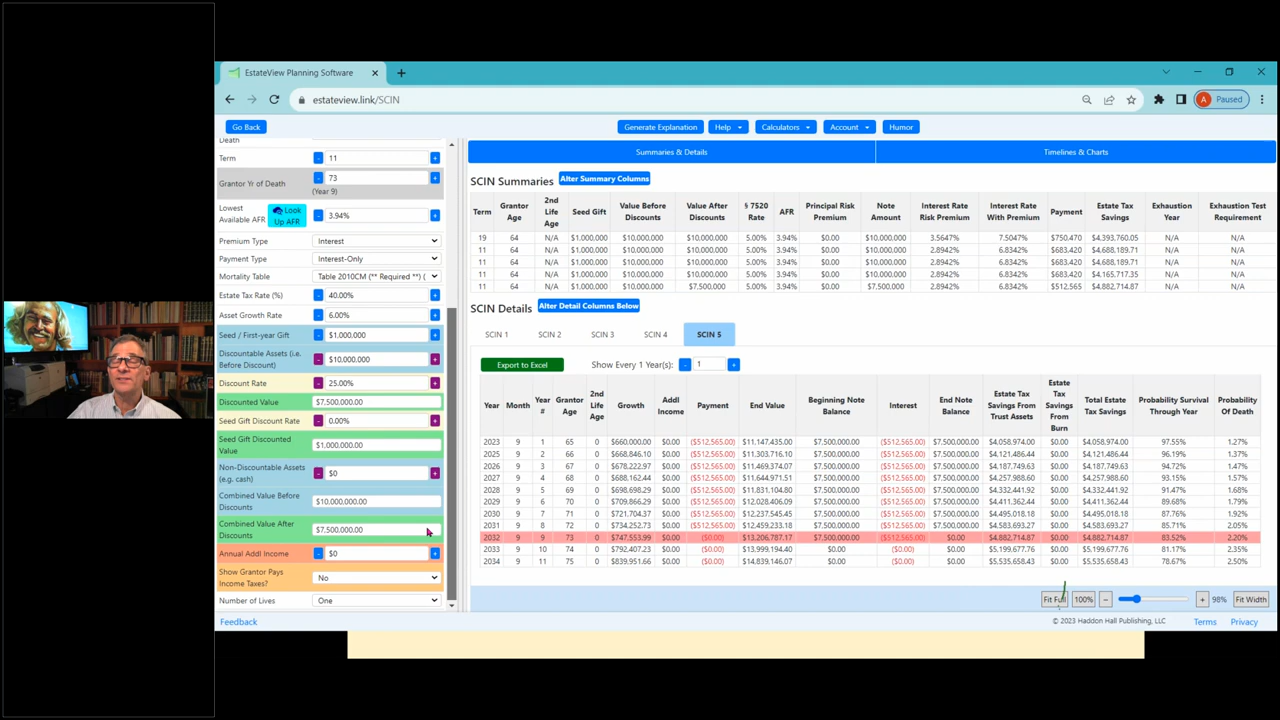 EstateView Planning Software
estateview.link/SCIN
A Paused
Go Back
Generate Explanation Help Calculators Account Humor
Death
Term - 11 +
Grantor Yr of Death - 73 +
(Year 9)
Lowest Available AFR Look Up AFR - 3.94% +
Premium Type Interest
Payment Type Interest-Only
Mortality Table Table 2010CM (** Required **) (
Estate Tax Rate (%) - 40.00% +
Asset Growth Rate - 6.00% +
Seed / First-year Gift - $1,000,000 +
Discountable Assets (i.e. Before Discount) - $10,000,000 +
Discount Rate - 25.00% +
Discounted Value $7,500,000.00
Seed Gift Discount Rate - 0.00% +
Seed Gift Discounted Value $1,000,000.00
Non-Discountable Assets (e.g. cash) - $0 +
Combined Value Before Discounts $10,000,000.00
Combined Value After Discounts $7,500,000.00
Annual Addl Income - $0 +
Show Grantor Pays Income Taxes? No
Number of Lives One
Feedback
Summaries & Details Timelines & Charts
SCIN Summaries Alter Summary Columns
Term Grantor Age 2nd Life Age Seed Gift Value Before Discounts Value After Discounts § 7520 Rate AFR Principal Risk Premium Note Amount Interest Rate Risk Premium Interest Rate With Premium Payment Estate Tax Savings Exhaustion Year Exhaustion Test Requirement
19 64 N/A $1,000,000 $10,000,000 $10,000,000 5.00% 3.94% $0.00 $10,000,000 3.5647% 7.5047% $750,470 $4,393,760.05 N/A N/A
11 64 N/A $1,000,000 $10,000,000 $10,000,000 5.00% 3.94% $0.00 $10,000,000 2.8942% 6.8342% $683,420 $4,688,189.71 N/A N/A
11 64 N/A $1,000,000 $10,000,000 $10,000,000 5.00% 3.94% $0.00 $10,000,000 2.8942% 6.8342% $683,420 $4,688,189.71 N/A N/A
11 64 N/A $1,000,000 $10,000,000 $10,000,000 5.00% 3.94% $0.00 $10,000,000 2.8942% 6.8342% $683,420 $4,165,717.35 N/A N/A
11 64 N/A $1,000,000 $10,000,000 $7,500,000 5.00% 3.94% $0.00 $7,500,000 2.8942% 6.8342% $512,565 $4,882,714.87 N/A N/A
SCIN Details Alter Detail Columns Below
SCIN 1 SCIN 2 SCIN 3 SCIN 4 SCIN 5
Export to Excel Show Every 1 Year(s): - 1 +
Year Month Year # Grantor Age 2nd Life Age Growth Addl Income Payment End Value Beginning Note Balance Interest End Note Balance Estate Tax Savings From Trust Assets Estate Tax Savings From Burn Total Estate Tax Savings Probability Survival Through Year Probability Of Death
2023 9 1 65 0 $660,000.00 $0.00 ($512,565.00) $11,147,435.00 $7,500,000.00 ($512,565.00) $7,500,000.00 $4,058,974.00 $0.00 $4,058,974.00 97.55% 1.27%
2025 9 2 66 0 $668,846.10 $0.00 ($512,565.00) $11,303,716.10 $7,500,000.00 ($512,565.00) $7,500,000.00 $4,121,486.44 $0.00 $4,121,486.44 96.19% 1.37%
2026 9 3 67 0 $678,222.97 $0.00 ($512,565.00) $11,469,374.07 $7,500,000.00 ($512,565.00) $7,500,000.00 $4,187,749.63 $0.00 $4,187,749.63 94.72% 1.47%
2027 9 4 68 0 $688,162.44 $0.00 ($512,565.00) $11,644,971.51 $7,500,000.00 ($512,565.00) $7,500,000.00 $4,257,988.60 $0.00 $4,257,988.60 93.15% 1.57%
2028 9 5 69 0 $698,698.29 $0.00 ($512,565.00) $11,831,104.80 $7,500,000.00 ($512,565.00) $7,500,000.00 $4,332,441.92 $0.00 $4,332,441.92 91.47% 1.68%
2029 9 6 70 0 $709,866.29 $0.00 ($512,565.00) $12,028,406.09 $7,500,000.00 ($512,565.00) $7,500,000.00 $4,411,362.44 $0.00 $4,411,362.44 89.68% 1.79%
2030 9 7 71 0 $721,704.37 $0.00 ($512,565.00) $12,237,545.45 $7,500,000.00 ($512,565.00) $7,500,000.00 $4,495,018.18 $0.00 $4,495,018.18 87.76% 1.92%
2031 9 8 72 0 $734,252.73 $0.00 ($512,565.00) $12,459,233.18 $7,500,000.00 ($512,565.00) $7,500,000.00 $4,583,693.27 $0.00 $4,583,693.27 85.71% 2.05%
2032 9 9 73 0 $747,553.99 $0.00 ($0.00) $13,206,787.17 $7,500,000.00 ($512,565.00) $0.00 $4,882,714.87 $0.00 $4,882,714.87 83.52% 2.20%
2033 9 10 74 0 $792,407.23 $0.00 ($0.00) $13,999,194.40 $0.00 ($0.00) $0.00 $5,199,677.76 $0.00 $5,199,677.76 81.17% 2.35%
2034 9 11 75 0 $839,951.66 $0.00 ($0.00) $14,839,146.07 $0.00 ($0.00) $0.00 $5,535,658.43 $0.00 $5,535,658.43 78.67% 2.50%
Fit Full 100% - + 98% Fit Width
© 2023 Haddon Hall Publishing, LLC Terms Privacy